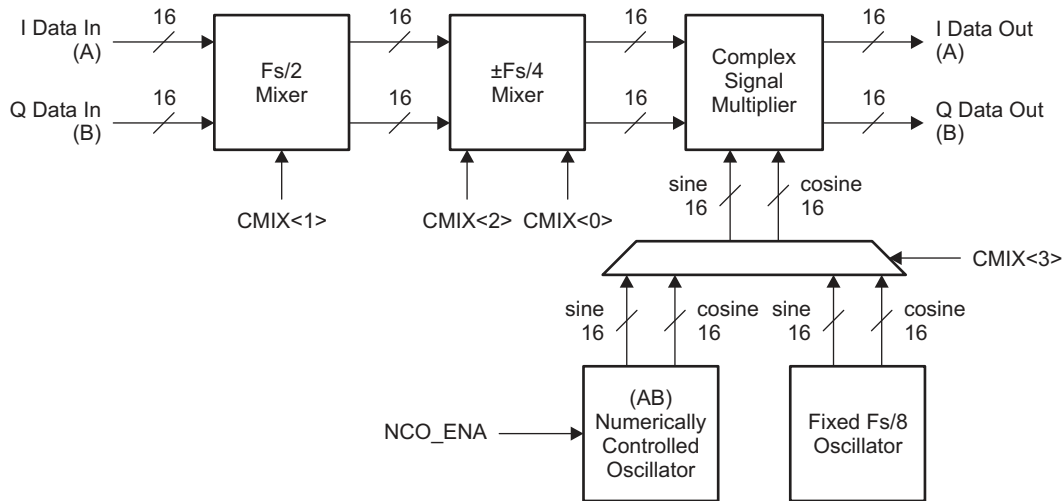 I Data In
(A)
16
16
16
16
I Data Out
(A)
Fs/2
Mixer
±Fs/4
Mixer
Complex
Signal
Multiplier
Q Data In
(B)
16
16
16
16
Q Data Out
(B)
sine
16
cosine
16
CMIX<1>
CMIX<2>
CMIX<0>
CMIX<3>
sine
16
cosine
16
sine
16
cosine
16
NCO_ENA
(AB)
Numerically
Controlled
Oscillator
Fixed Fs/8
Oscillator